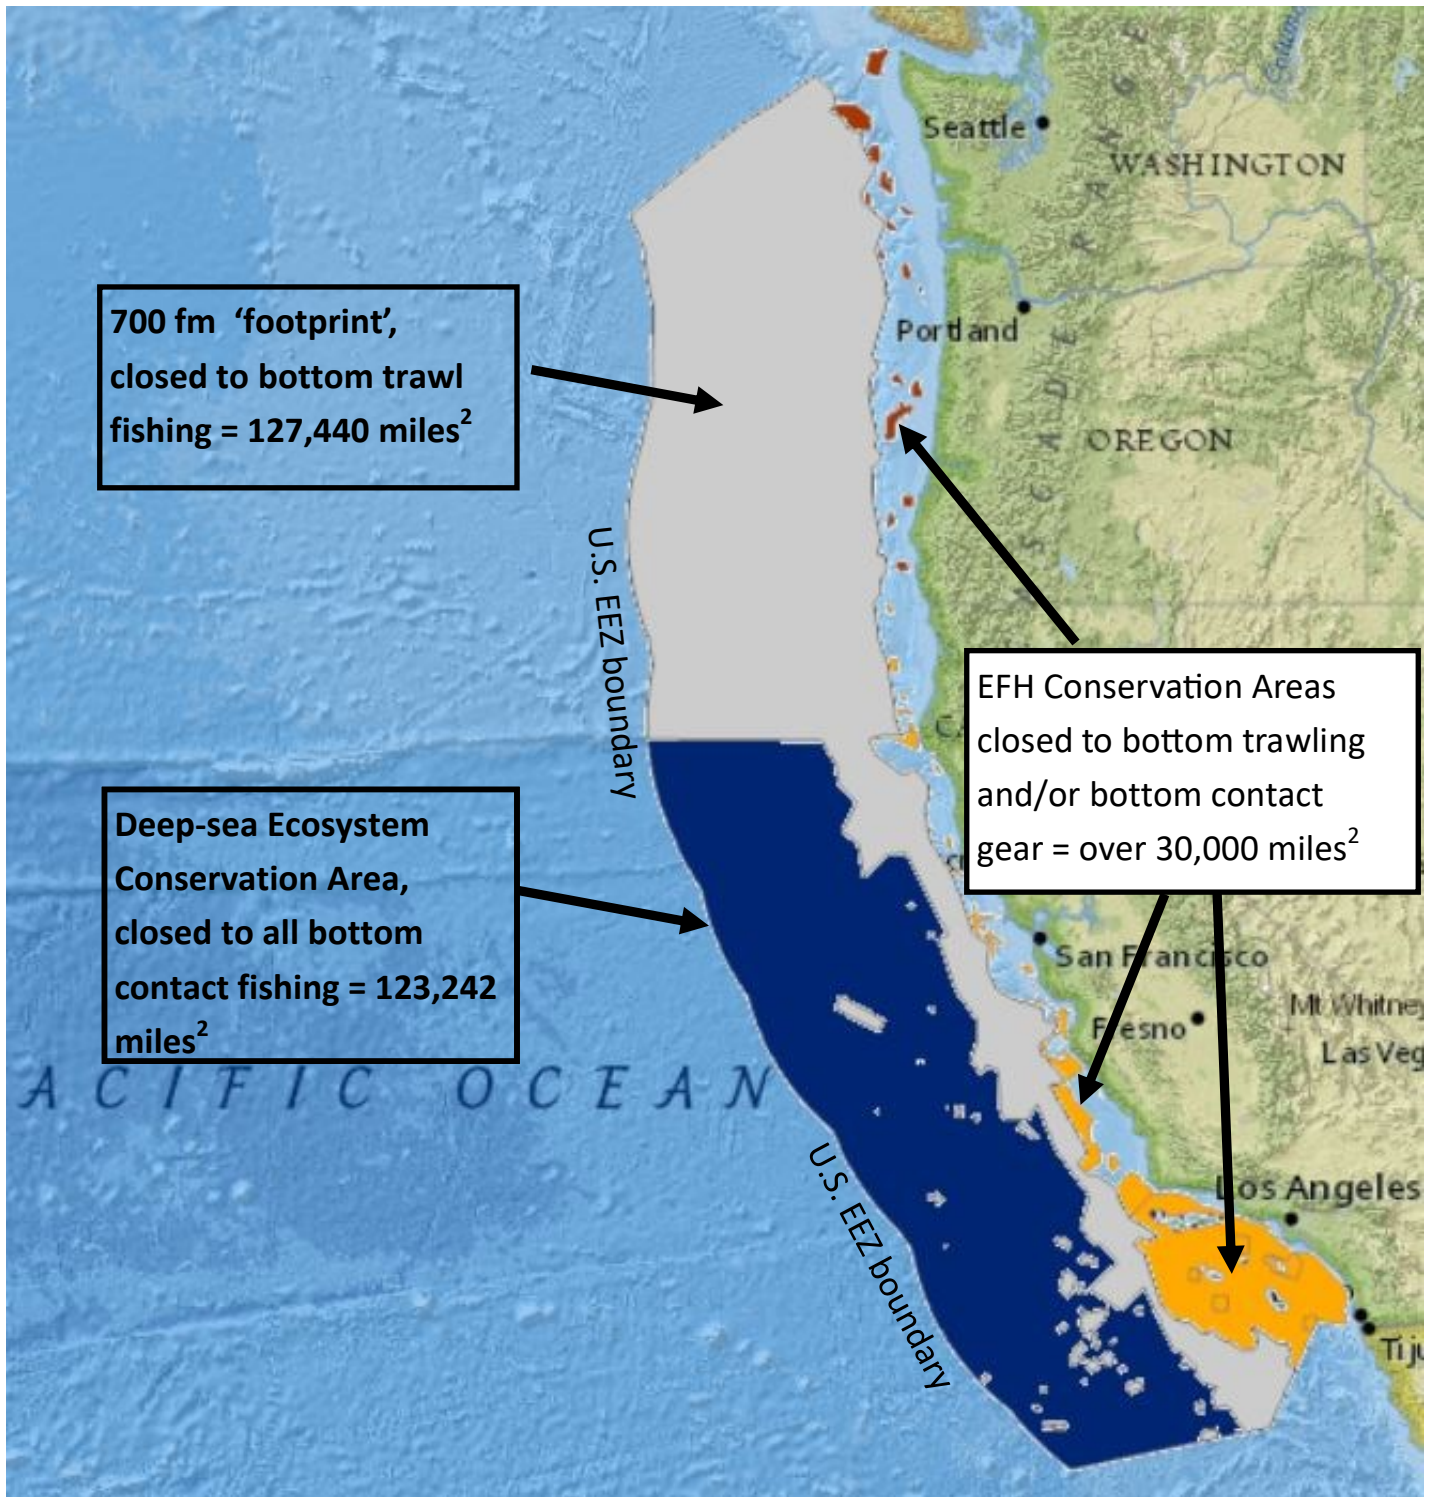 Columb
Seattle
WASHINGTON
CASCADE RANGE
700 fm ‘footprint’,
closed to bottom trawl
fishing = 127,440 miles²
Portland
OREGON
U.S. EEZ boundary
EFH Conservation Areas
closed to bottom trawling
and/or bottom contact
gear = over 30,000 miles²
Deep-sea Ecosystem
Conservation Area,
closed to all bottom
contact fishing = 123,242
miles²
San Francisco
Mt Whitney
Fresno
Las Veg
ACIFIC OCEAN
U.S. EEZ boundary
Los Angeles
Tiju